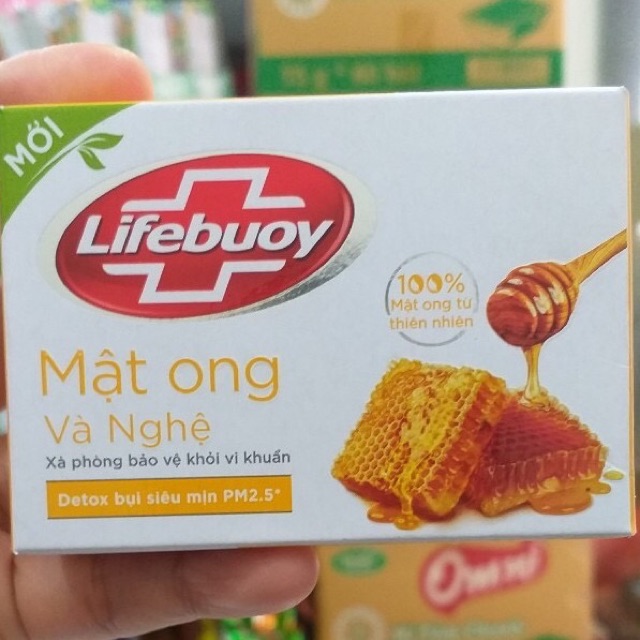 MỚI
Lifebuoy
100%
Mật ong từ
thiên nhiên
Mật ong
Và Nghệ
Xà phòng bảo vệ khỏi vi khuẩn
Detox bụi siêu mịn PM2.5*
Omni